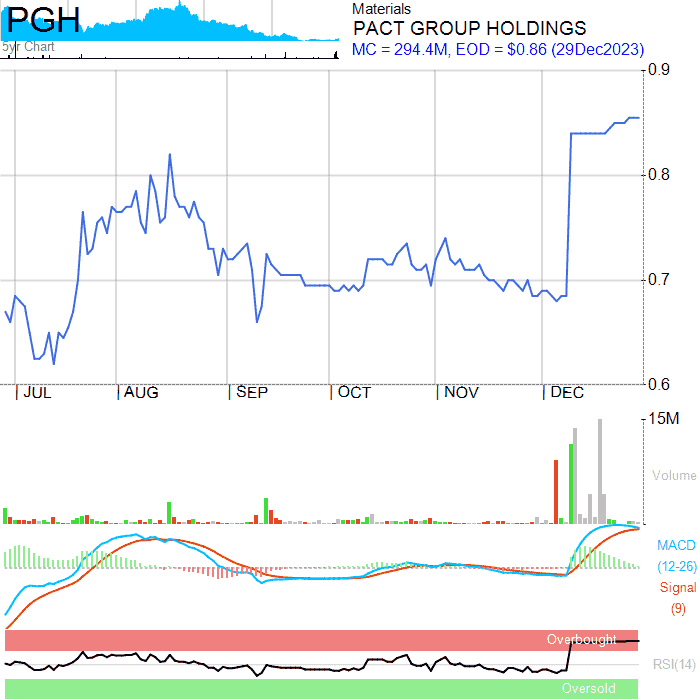 PGH
5yr Chart
Materials
PACT GROUP HOLDINGS
MC = 294.4M, EOD = $0.86 (29Dec2023)
0.9
0.8
0.7
0.6
JUL
AUG
SEP
OCT
NOV
DEC
15M
Volume
MACD
(12-26)
Signal
(9)
Overbought
RSI(14)
Oversold